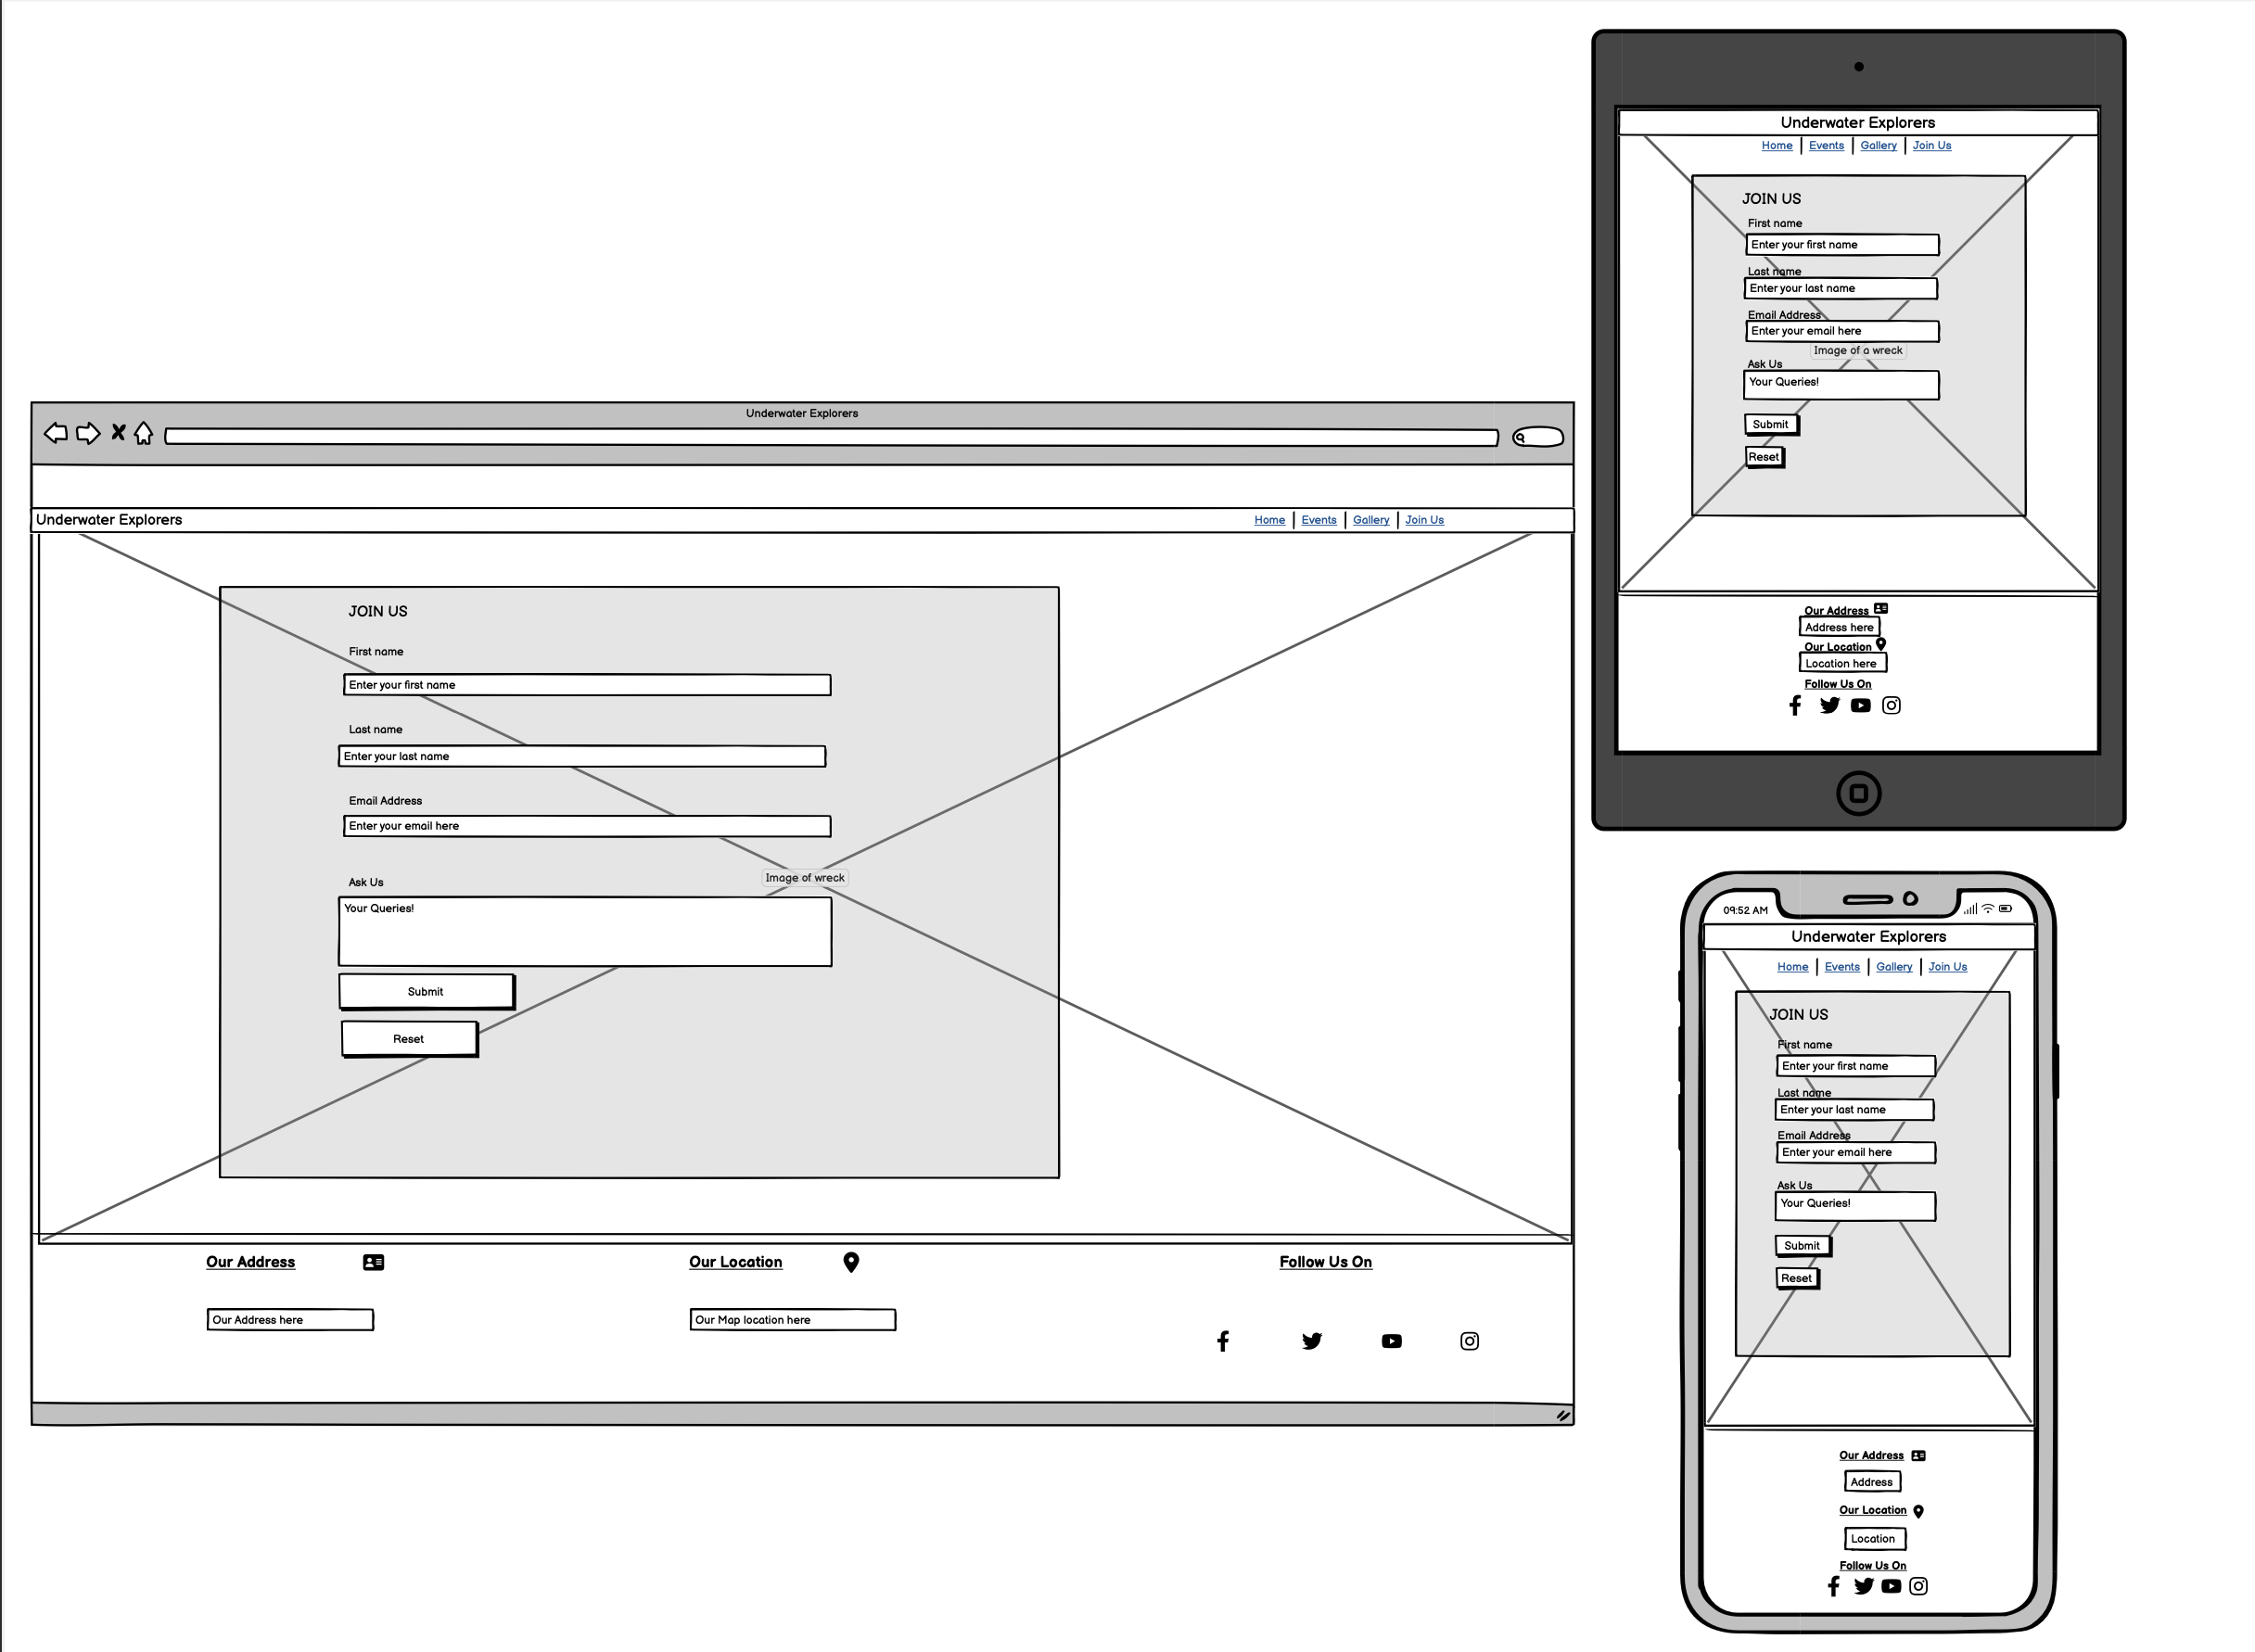 Underwater Explorers
Underwater Explorers Home Events Gallery Join Us
JOIN US
First name
Enter your first name
Last name
Enter your last name
Email Address
Enter your email here
Image of wreck
Ask Us
Your Queries!
Submit
Reset
Our Address Our Location Follow Us On
Our Address here Our Map location here
Underwater Explorers
Home Events Gallery Join Us
JOIN US
First name
Enter your first name
Last name
Enter your last name
Email Address
Enter your email here
Image of a wreck
Ask Us
Your Queries!
Submit
Reset
Our Address
Address here
Our Location
Location here
Follow Us On
09:52 AM
Underwater Explorers
Home Events Gallery Join Us
JOIN US
First name
Enter your first name
Last name
Enter your last name
Email Address
Enter your email here
Ask Us
Your Queries!
Submit
Reset
Our Address
Address
Our Location
Location
Follow Us On